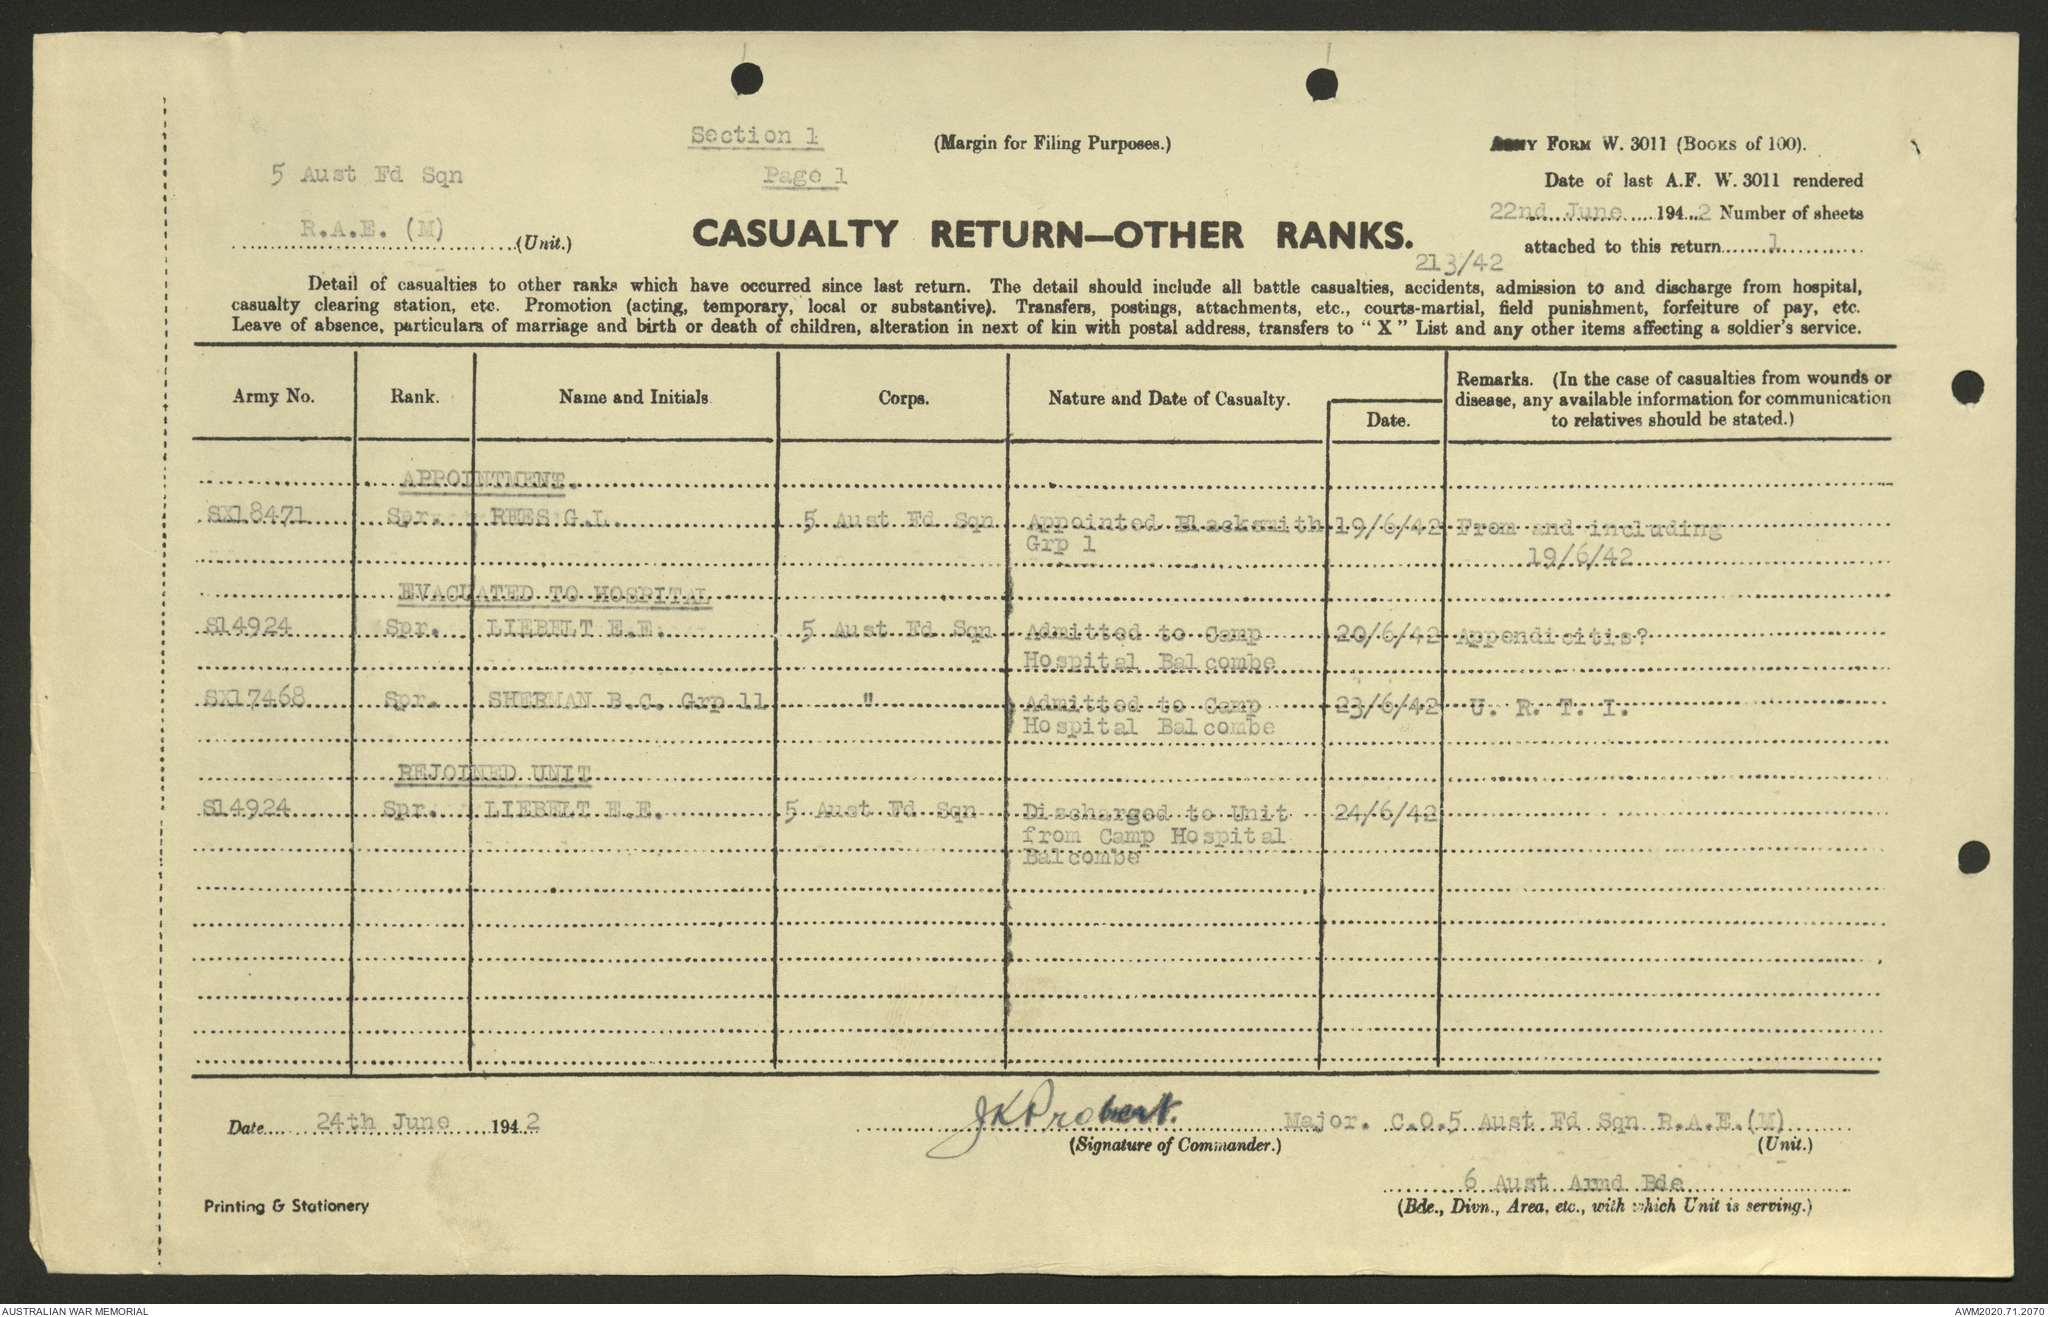 Section 1
(Margin for Filing Purposes.)
Army Form W. 3011 (Books of 100).
5 Aust Fd Sqn
Page 1
Date of last A.F. W. 3011 rendered
R.A.E. (M) (Unit.)
CASUALTY RETURN—OTHER RANKS.
22nd June 1942 Number of sheets
attached to this return 1
213/42
Detail of casualties to other ranks which have occurred since last return. The detail should include all battle casualties, accidents, admission to and discharge from hospital,
casualty clearing station, etc. Promotion (acting, temporary, local or substantive). Transfers, postings, attachments, etc., courts-martial, field punishment, forfeiture of pay, etc.
Leave of absence, particulars of marriage and birth or death of children, alteration in next of kin with postal address, transfers to " X " List and any other items affecting a soldier's service.
Army No. Rank. Name and Initials Corps. Nature and Date of Casualty. Date. Remarks. (In the case of casualties from wounds or
disease, any available information for communication
to relatives should be stated.)
APPOINTMENT.
SX18471 Spr. RHES G.L. 5 Aust Fd Sqn Appointed Blacksmith 19/6/42 From and including
Grp 1 19/6/42
EVACUATED TO HOSPITAL
S14924 Spr. LIEBELT E.E. 5 Aust Fd Sqn Admitted to Camp 20/6/42 Appendicitis?
Hospital Balcombe
SX17468 Spr. SHERMAN B.C. Grp 11 " Admitted to Camp 23/6/42 U. R. T. I.
Hospital Balcombe
REJOINED UNIT
S14924 Spr. LIEBELT E.E. 5 Aust Fd Sqn Discharged to Unit 24/6/42
from Camp Hospital
Balcombe
Date 24th June 1942 JKProbert. Major. C.O.5 Aust Fd Sqn R.A.E.(M)
(Signature of Commander.) (Unit.)
6 Aust Armd Bde
Printing & Stationery
(Bde., Divn., Area, etc., with which Unit is serving.)
AUSTRALIAN WAR MEMORIAL
AWM2020.71.2070